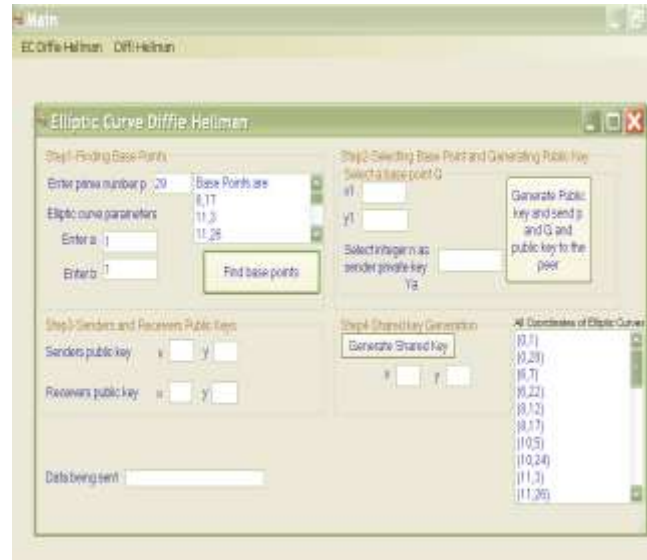 Main
EC Diffie Hellman Diffi Hellman
Elliptic Curve Diffie Hellman
Step1-Finding Base Points
Enter prime number p 29
Elliptic curve parameters
Enter a 1
Enter b 1
Base Points are
8,17
11,3
11,26
Find base points
Step2-Selecting Base Point and Generating Public Key
Select a base point G
x1
y1
Select integer n as
sender private key
Generate Public
key and send p
and G and
public key to the
peer
Step3-Senders and Receivers Public Keys
Senders public key x y
Receivers public key x y
Step4-Shared key Generation
Generate Shared Key
x y
All Coordinates of Elliptic Curves
(0,1)
(0,28)
(6,7)
(6,22)
(8,12)
(8,17)
(10,5)
(10,24)
(11,3)
(11,26)
Data being sent